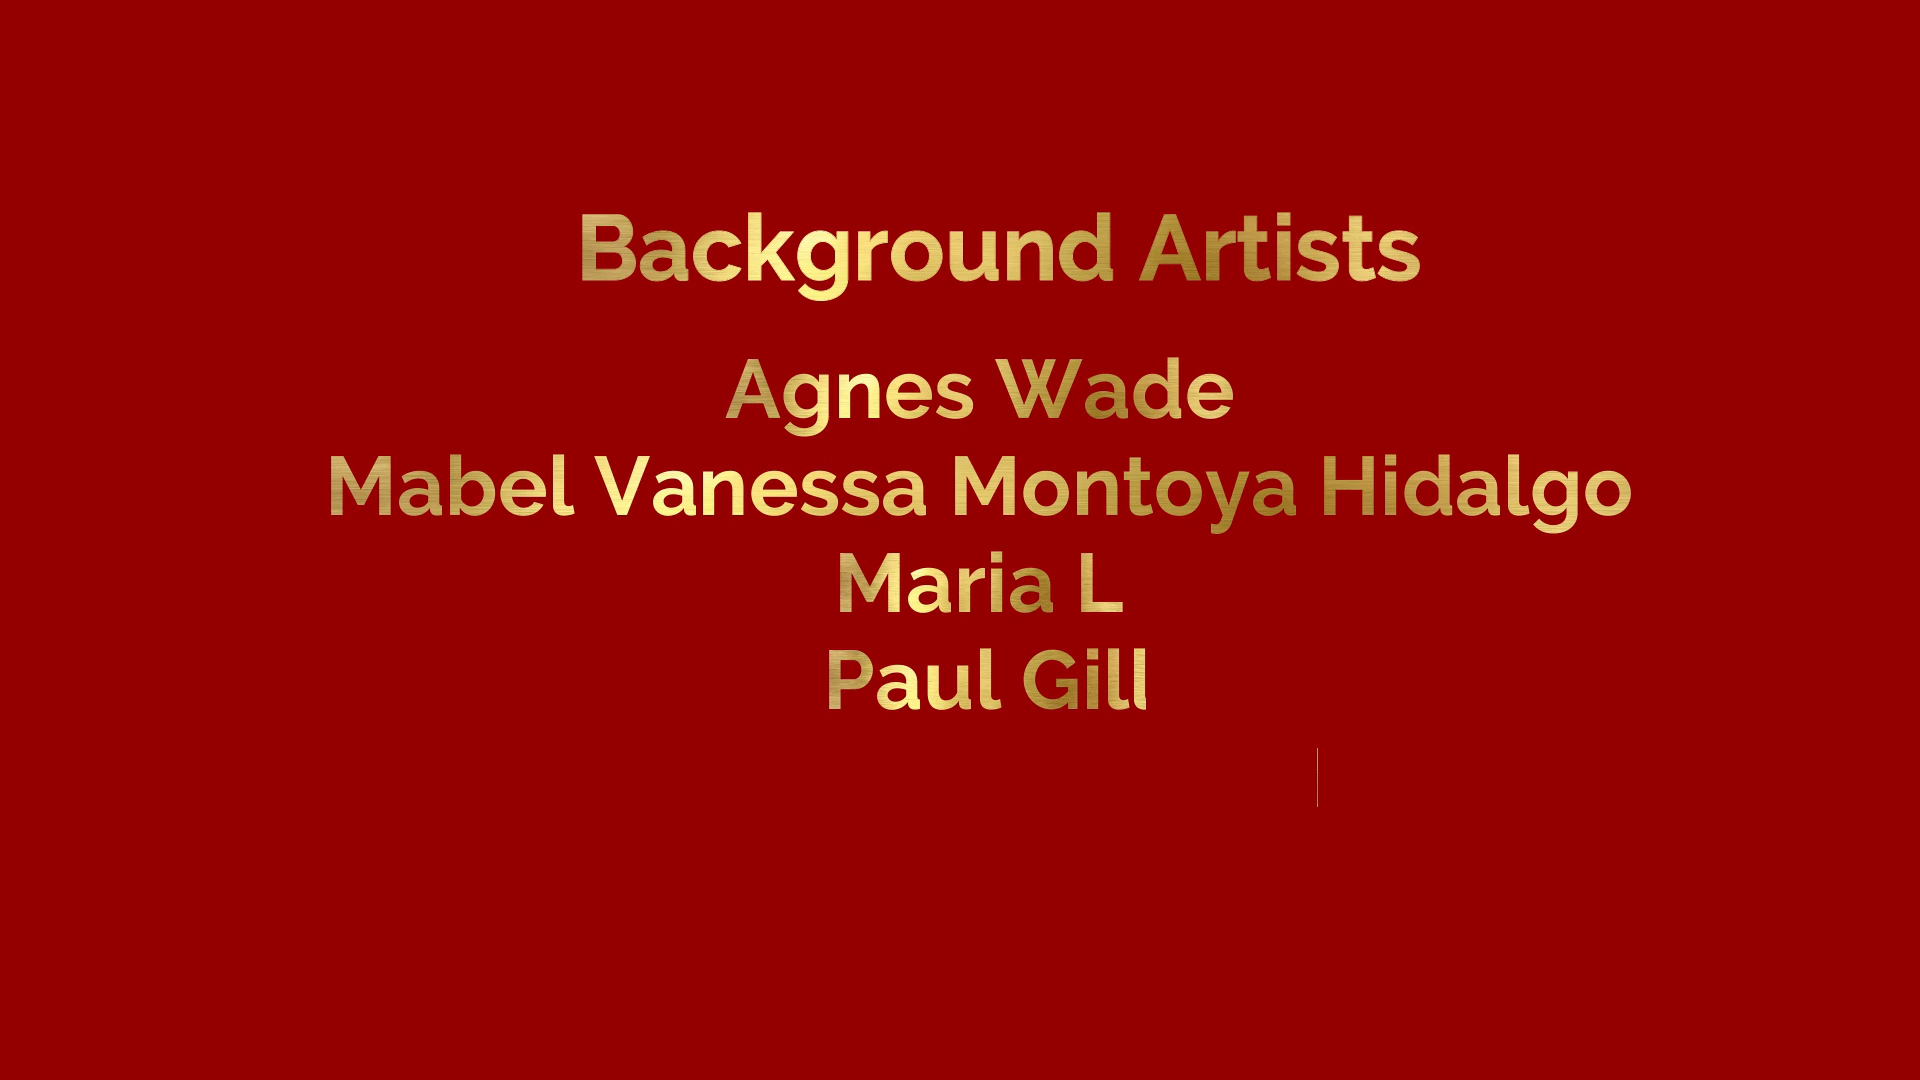 Background Artists
Agnes Wade
Mabel Vanessa Montoya Hidalgo
Maria L
Paul Gill